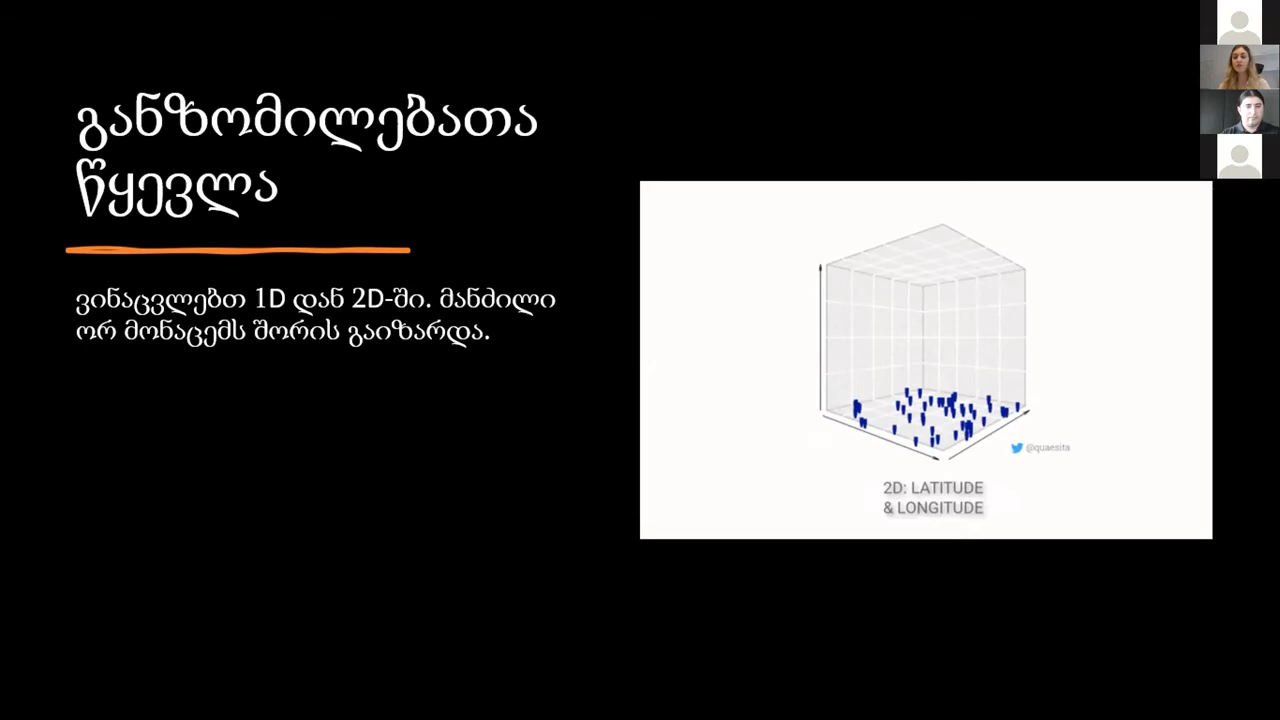 განზომილებათა
წყევლა
ვინაცვლებთ 1D დან 2D-ში. მანძილი
ორ მონაცემს შორის გაიზარდა.
@quaesita
2D: LATITUDE
& LONGITUDE